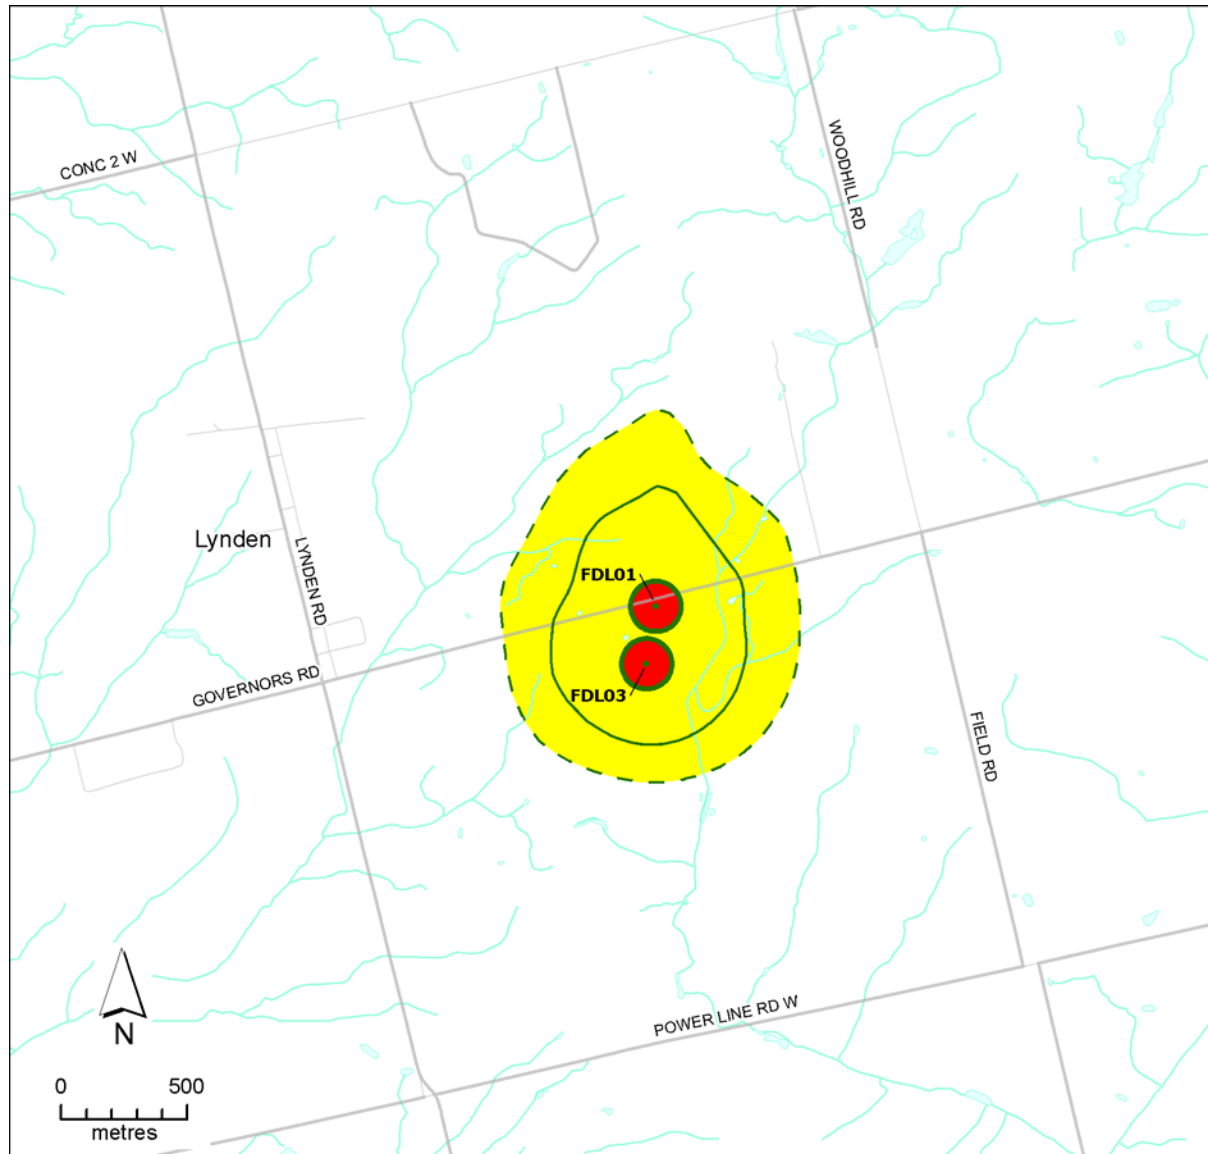 CONC 2 W
WOODHILL RD
Lynden
LYNDEN RD
FDL01
GOVERNORS RD
FDL03
FIELD RD
POWER LINE RD W
N
0 500
metres